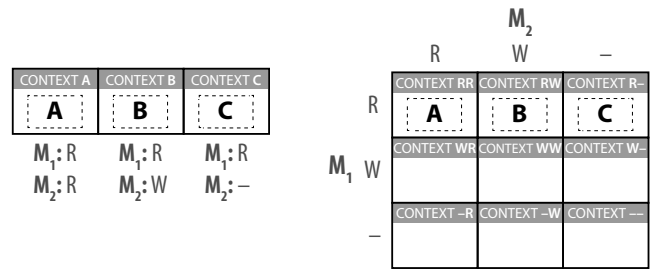 CONTEXT A CONTEXT B CONTEXT C
A B C
M₁: R M₁: R M₁: R
M₂: R M₂: W M₂: –
M₂
R W –
CONTEXT RR CONTEXT RW CONTEXT R–
R A B C
CONTEXT WR CONTEXT WW CONTEXT W–
M₁ W
CONTEXT –R CONTEXT –W CONTEXT ––
–